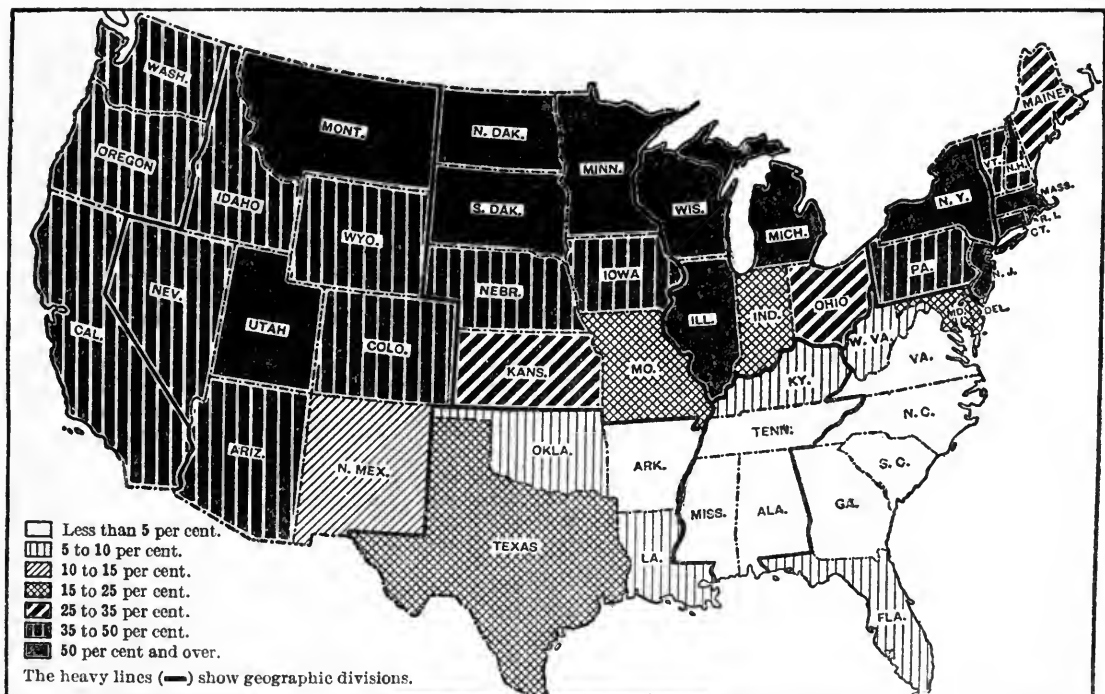 WASH.
MONT.
N. DAK.
MINN.
MAINE
OREGON
IDAHO
VT.
N.H.
S. DAK.
WIS.
MICH.
N. Y.
MASS.
R. I.
CT.
WYO.
IOWA
NEBR.
PA.
N. J.
NEV.
UTAH
ILL.
IND.
OHIO
MD.
DEL.
CAL.
COLO.
KANS.
MO.
W. VA.
VA.
KY.
N. C.
TENN.
ARIZ.
N. MEX.
OKLA.
ARK.
S. C.
MISS.
ALA.
GA.
TEXAS
LA.
FLA.
Less than 5 per cent.
5 to 10 per cent.
10 to 15 per cent.
15 to 25 per cent.
25 to 35 per cent.
35 to 50 per cent.
50 per cent and over.
The heavy lines (━) show geographic divisions.